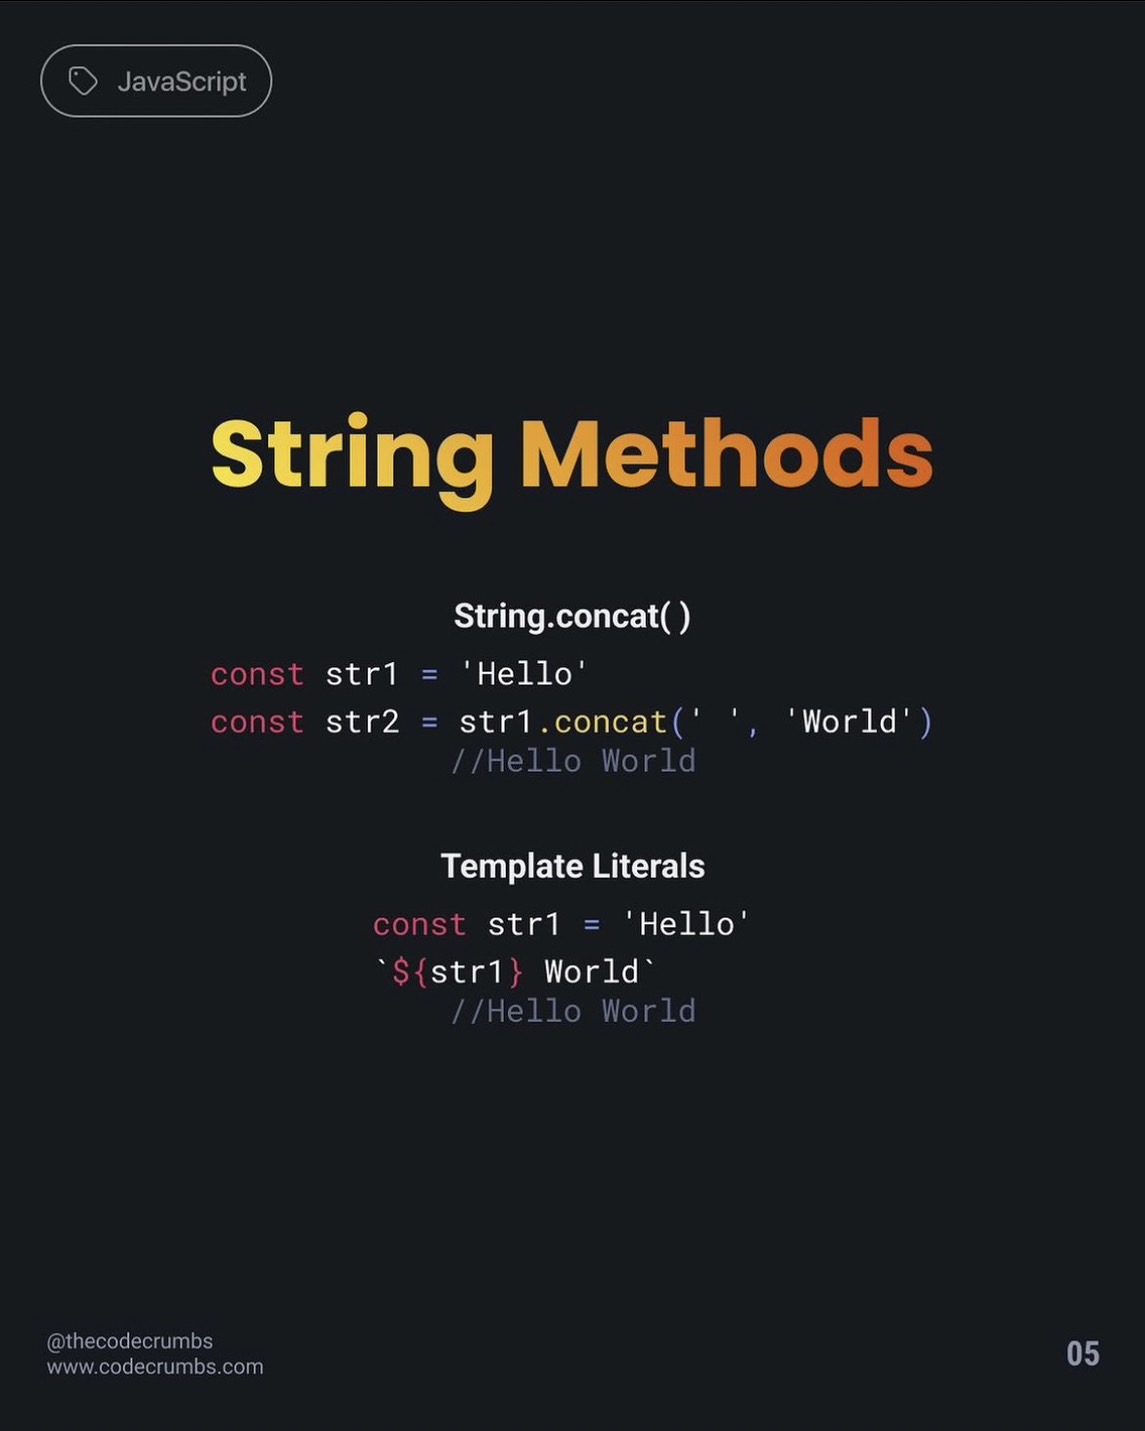 JavaScript
String Methods
String.concat( )
const str1 = 'Hello'
const str2 = str1.concat(' ', 'World')
//Hello World
Template Literals
const str1 = 'Hello'
`${str1} World`
//Hello World
@thecodecrumbs
www.codecrumbs.com
05